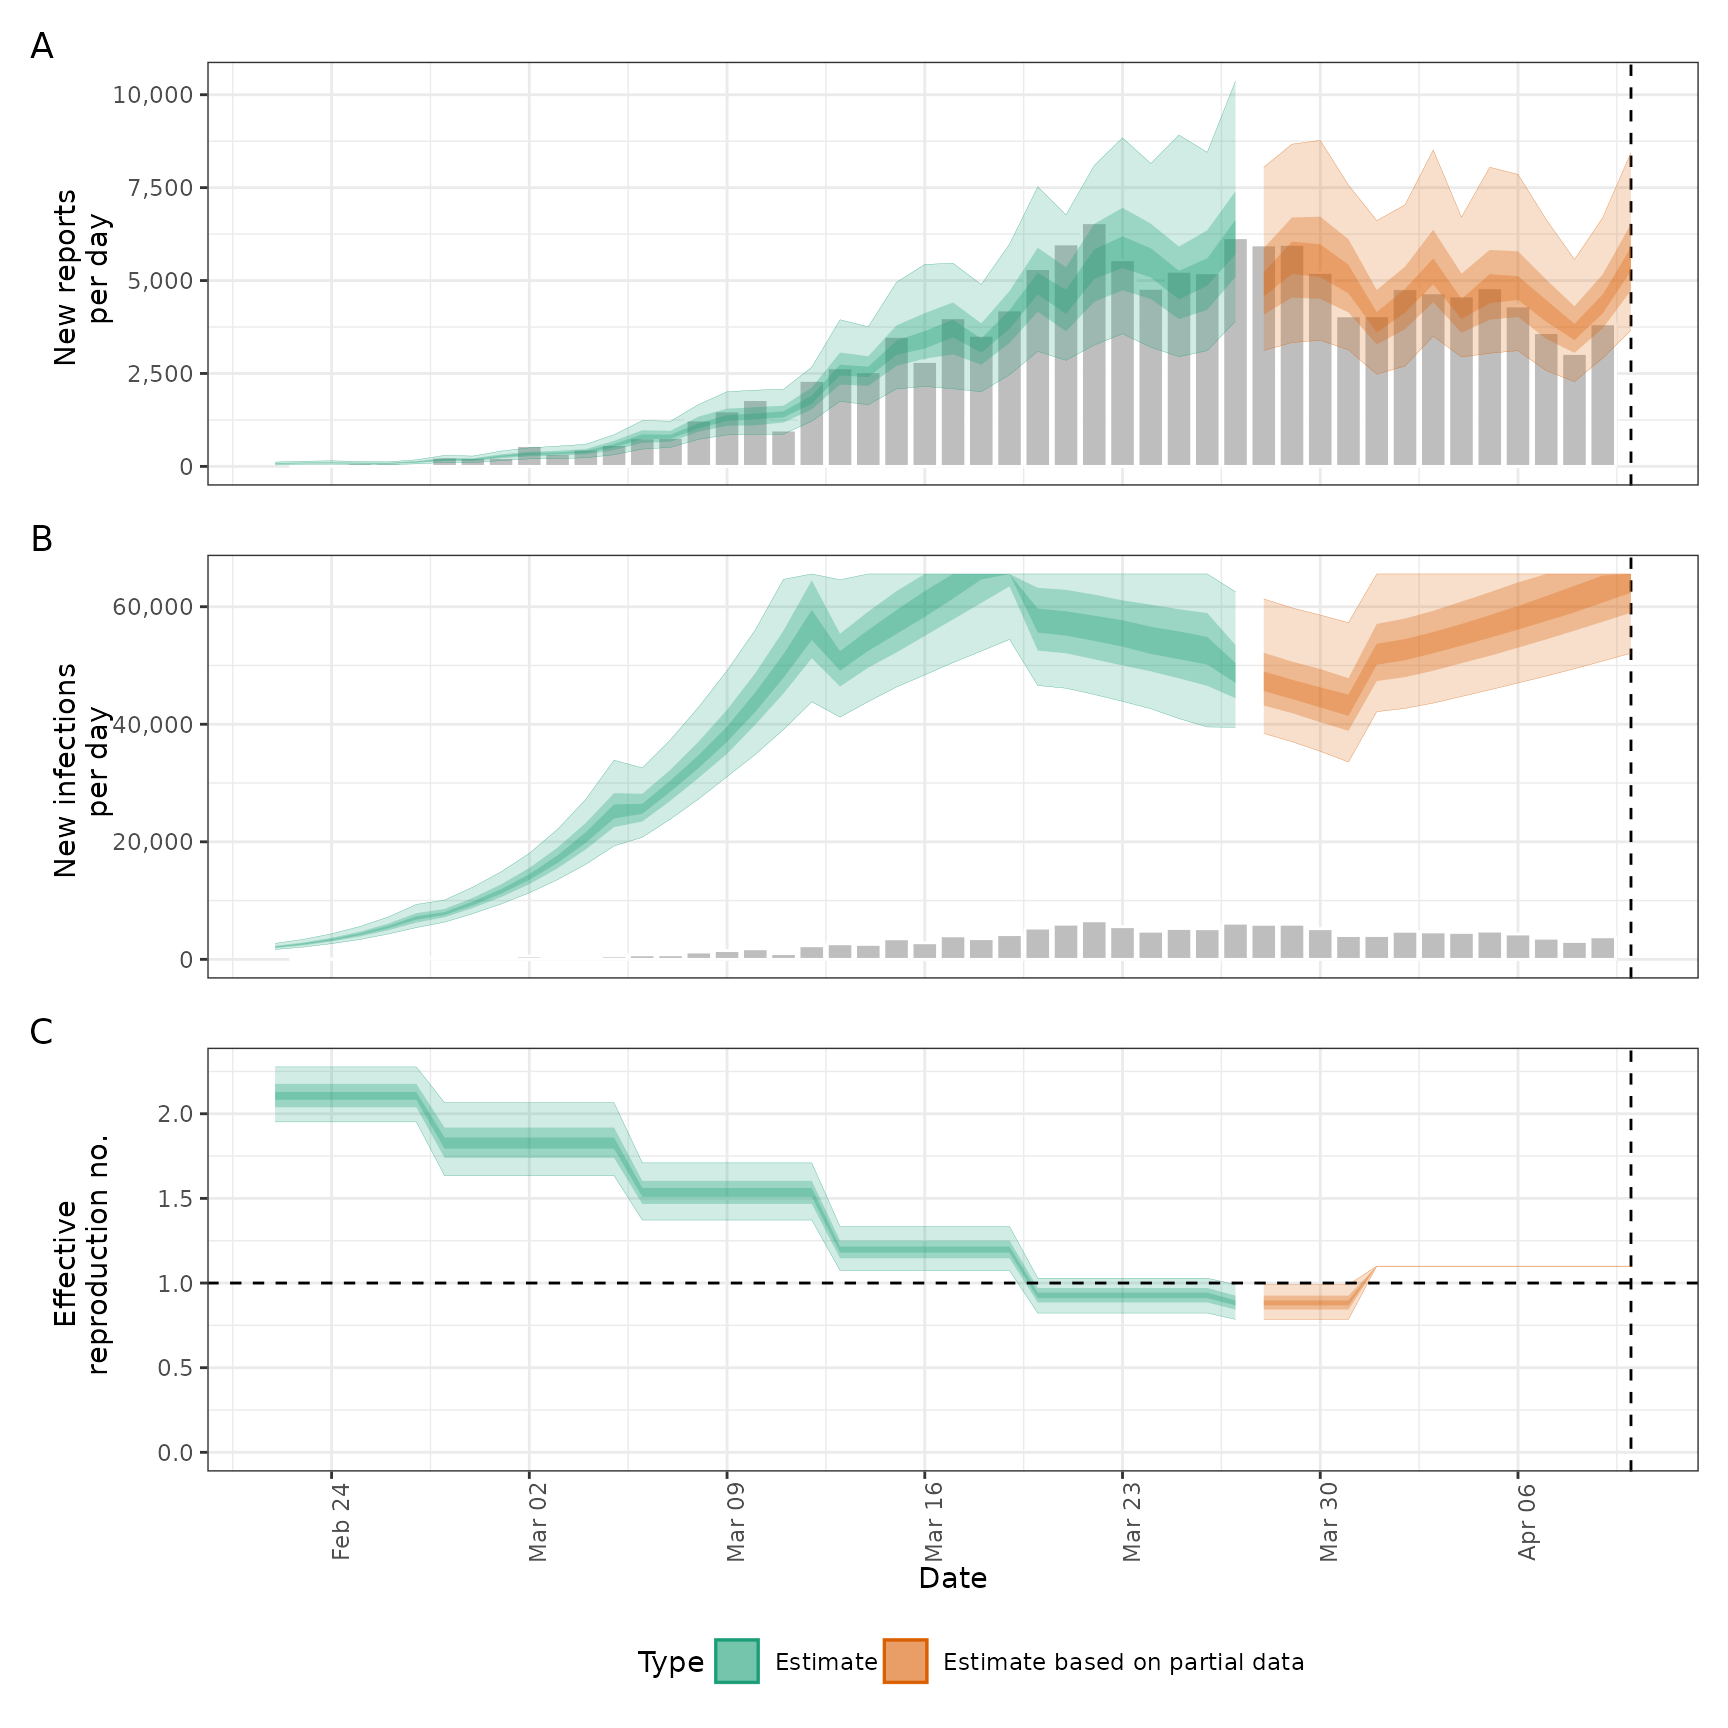 A
New reports
per day
10,000
7,500
5,000
2,500
0
B
New infections
per day
60,000
40,000
20,000
0
C
Effective
reproduction no.
2.0
1.5
1.0
0.5
0.0
Feb 24
Mar 02
Mar 09
Mar 16
Mar 23
Mar 30
Apr 06
Date
Type Estimate Estimate based on partial data